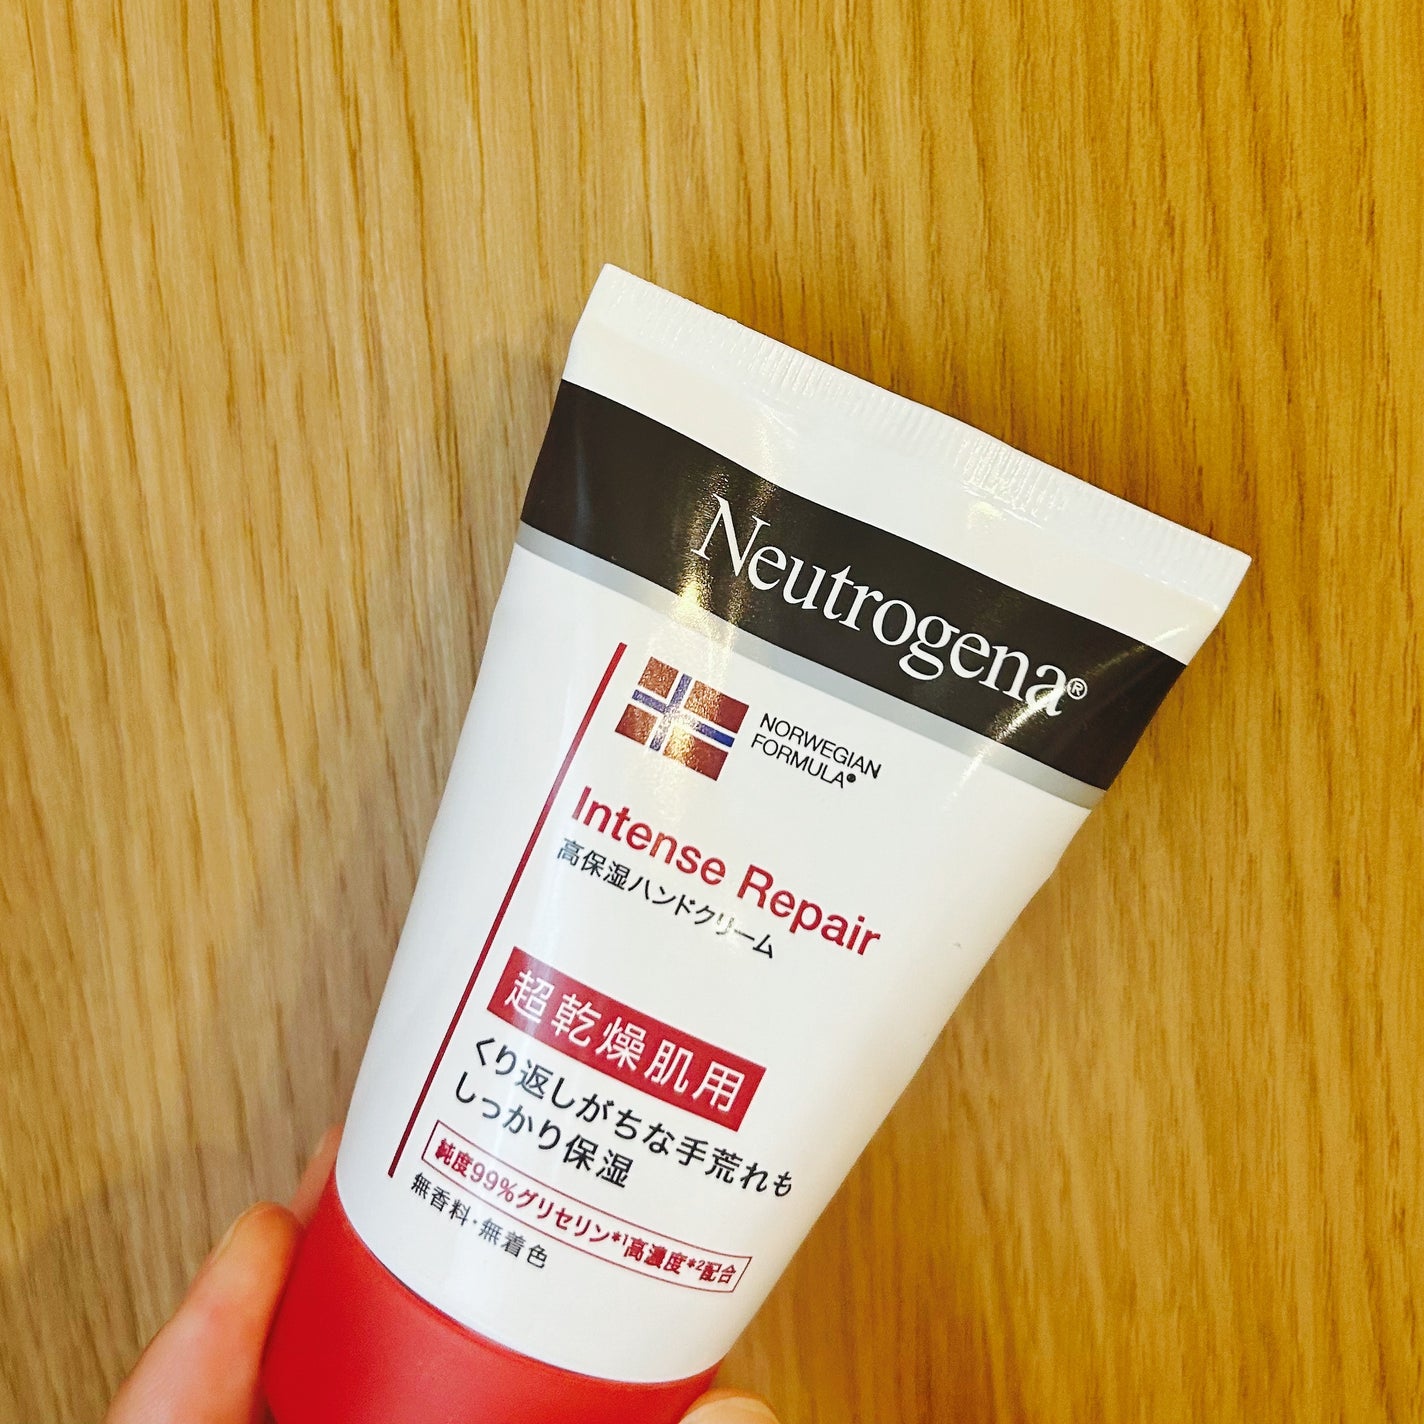 Neutrogena®
NORWEGIAN
FORMULA®
Intense Repair
高保湿ハンドクリーム
超乾燥肌用
くり返しがちな手荒れも
しっかり保湿
純度99%グリセリン*1高濃度*2配合
無香料・無着色